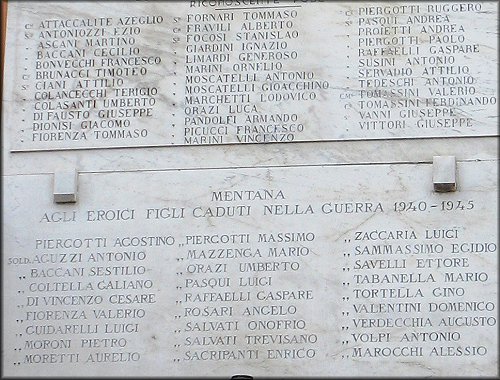 RICONOSCENTE POSE
C. ATTACCALITE AZEGLIO
S. ANTONIOZZI EZIO
ASCANI MARTINO
BACCANI CECILIO
BONVECCHI FRANCESCO
C. BRUNACCI TIMOTEO
S. CIANI ATTILIO
COLANCECCHI TERIGIO
COLASANTI UMBERTO
DI FAUSTO GIUSEPPE
DIONISI GIACOMO
FIORENZA TOMMASO
S. FORNARI TOMMASO
C. FRAVILI ALBERTO
S. FOCOSI STANISLAO
GIARDINI IGNAZIO
LIMARDI GENEROSO
MARINI ORNELIO
MOSCATELLI ANTONIO
MOSCATELLI GIOACCHINO
MARCHETTI LODOVICO
ORAZI LUCA
PANDOLFI ARMANDO
PICUCCI FRANCESCO
MARINI VINCENZO
PIERGOTTI RUGGERO
S. PASQUI ANDREA
PROIETTI ANDREA
PIERGOTTI PAOLO
RAFFAELLI GASPARE
SUSINI ANTONIO
SERVADIO ATTILIO
TEDESCHI ANTONIO
TOMASSINI VALERIO
TOMASSINI FERDINANDO
VANNI GIUSEPPE
VITTORI GIUSEPPE
MENTANA
AGLI EROICI FIGLI CADUTI NELLA GUERRA 1940-1945
PIERGOTTI AGOSTINO
SOLD. AGUZZI ANTONIO
,, BACCANI SESTILIO
,, COLTELLA GALIANO
,, DI VINCENZO CESARE
,, FIORENZA VALERIO
,, GUIDARELLI LUIGI
,, MORONI PIETRO
,, MORETTI AURELIO
,, PIERGOTTI MASSIMO
,, MAZZENGA MARIO
,, ORAZI UMBERTO
,, PASQUI LUIGI
,, RAFFAELLI GASPARE
,, ROSARI ANGELO
,, SALVATI ONOFRIO
,, SALVATI TREVISANO
,, SACRIPANTI ENRICO
,, ZACCARIA LUIGI
,, SAMMASSIMO EGIDIO
,, SAVELLI ETTORE
,, TABANELLA MARIO
,, TORTELLA GINO
,, VALENTINI DOMENICO
,, VERDECCHIA AUGUSTO
,, VOLPI ANTONIO
,, MAROCCHI ALESSIO